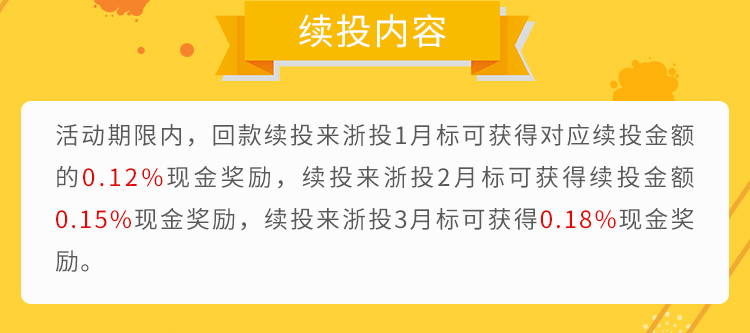 续投内容
活动期限内，回款续投来浙投1月标可获得对应续投金额
的0.12%现金奖励，续投来浙投2月标可获得续投金额
0.15%现金奖励，续投来浙投3月标可获得0.18%现金奖
励。